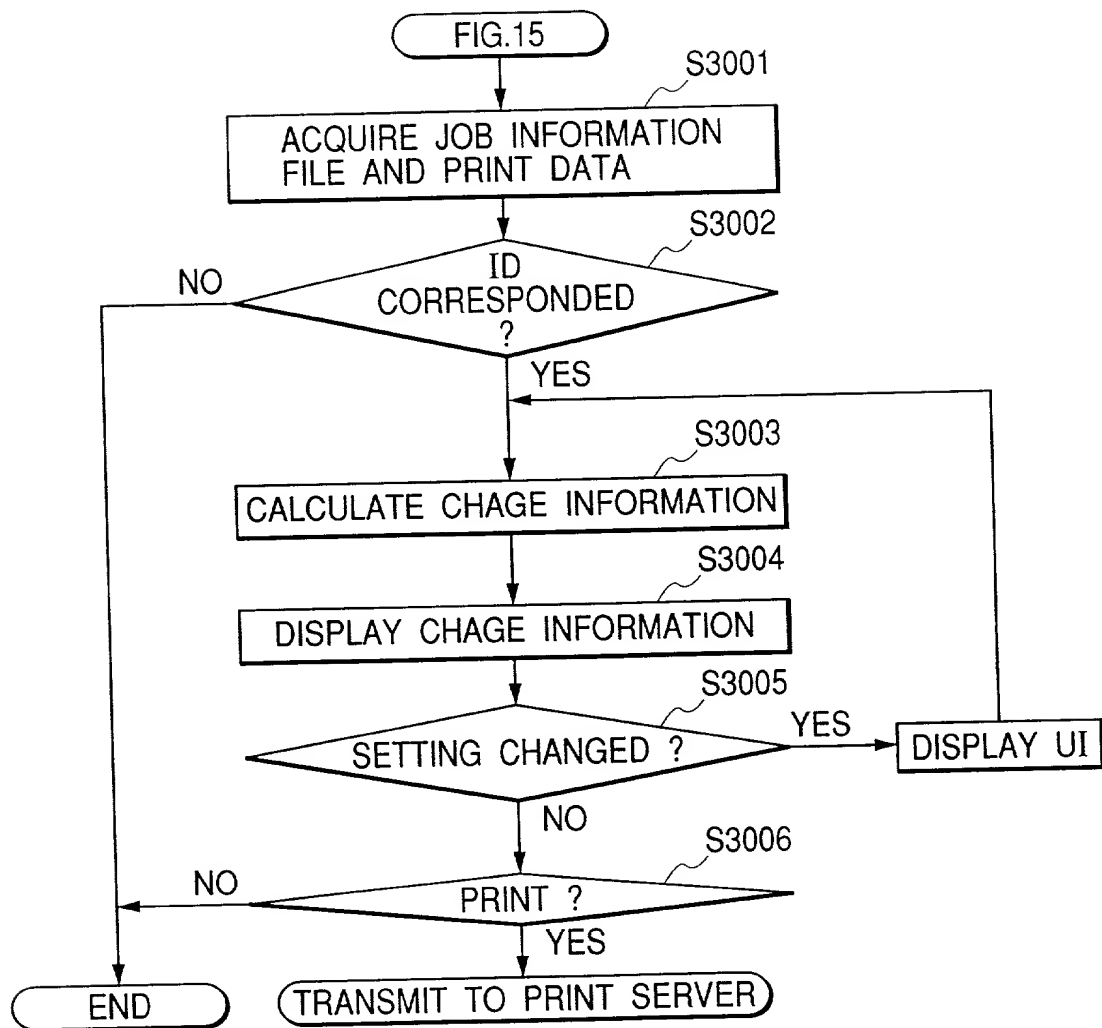 FIG.15
S3001
ACQUIRE JOB INFORMATION
FILE AND PRINT DATA
S3002
ID
CORRESPONDED
?
NO
YES
S3003
CALCULATE CHAGE INFORMATION
S3004
DISPLAY CHAGE INFORMATION
S3005
SETTING CHANGED ?
YES
DISPLAY UI
NO
S3006
PRINT ?
NO
YES
END
TRANSMIT TO PRINT SERVER